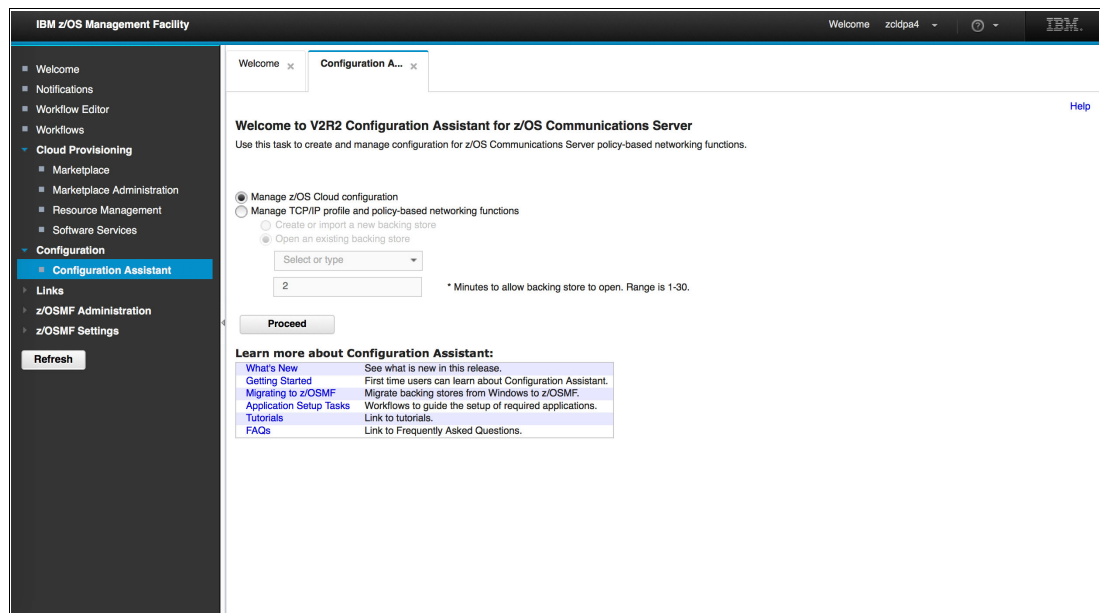 IBM z/OS Management Facility
Welcome zcldpa4
IBM.
Welcome
Notifications
Workflow Editor
Workflows
Cloud Provisioning
Marketplace
Marketplace Administration
Resource Management
Software Services
Configuration
Configuration Assistant
Links
z/OSMF Administration
z/OSMF Settings
Refresh
Welcome x
Configuration A... x
Help
Welcome to V2R2 Configuration Assistant for z/OS Communications Server
Use this task to create and manage configuration for z/OS Communications Server policy-based networking functions.
Manage z/OS Cloud configuration
Manage TCP/IP profile and policy-based networking functions
Create or import a new backing store
Open an existing backing store
Select or type
2 * Minutes to allow backing store to open. Range is 1-30.
Proceed
Learn more about Configuration Assistant:
What's New See what is new in this release.
Getting Started First time users can learn about Configuration Assistant.
Migrating to z/OSMF Migrate backing stores from Windows to z/OSMF.
Application Setup Tasks Workflows to guide the setup of required applications.
Tutorials Link to tutorials.
FAQs Link to Frequently Asked Questions.